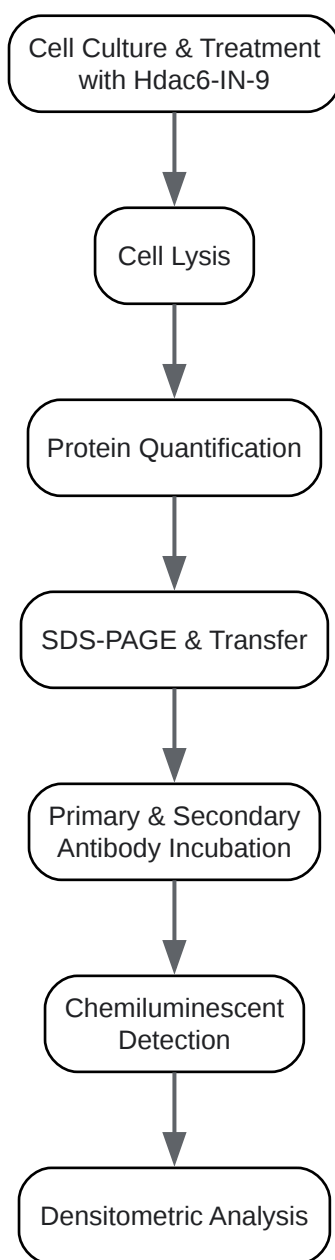 Cell Culture & Treatment
with Hdac6-IN-9
Cell Lysis
Protein Quantification
SDS-PAGE & Transfer
Primary & Secondary
Antibody Incubation
Chemiluminescent
Detection
Densitometric Analysis